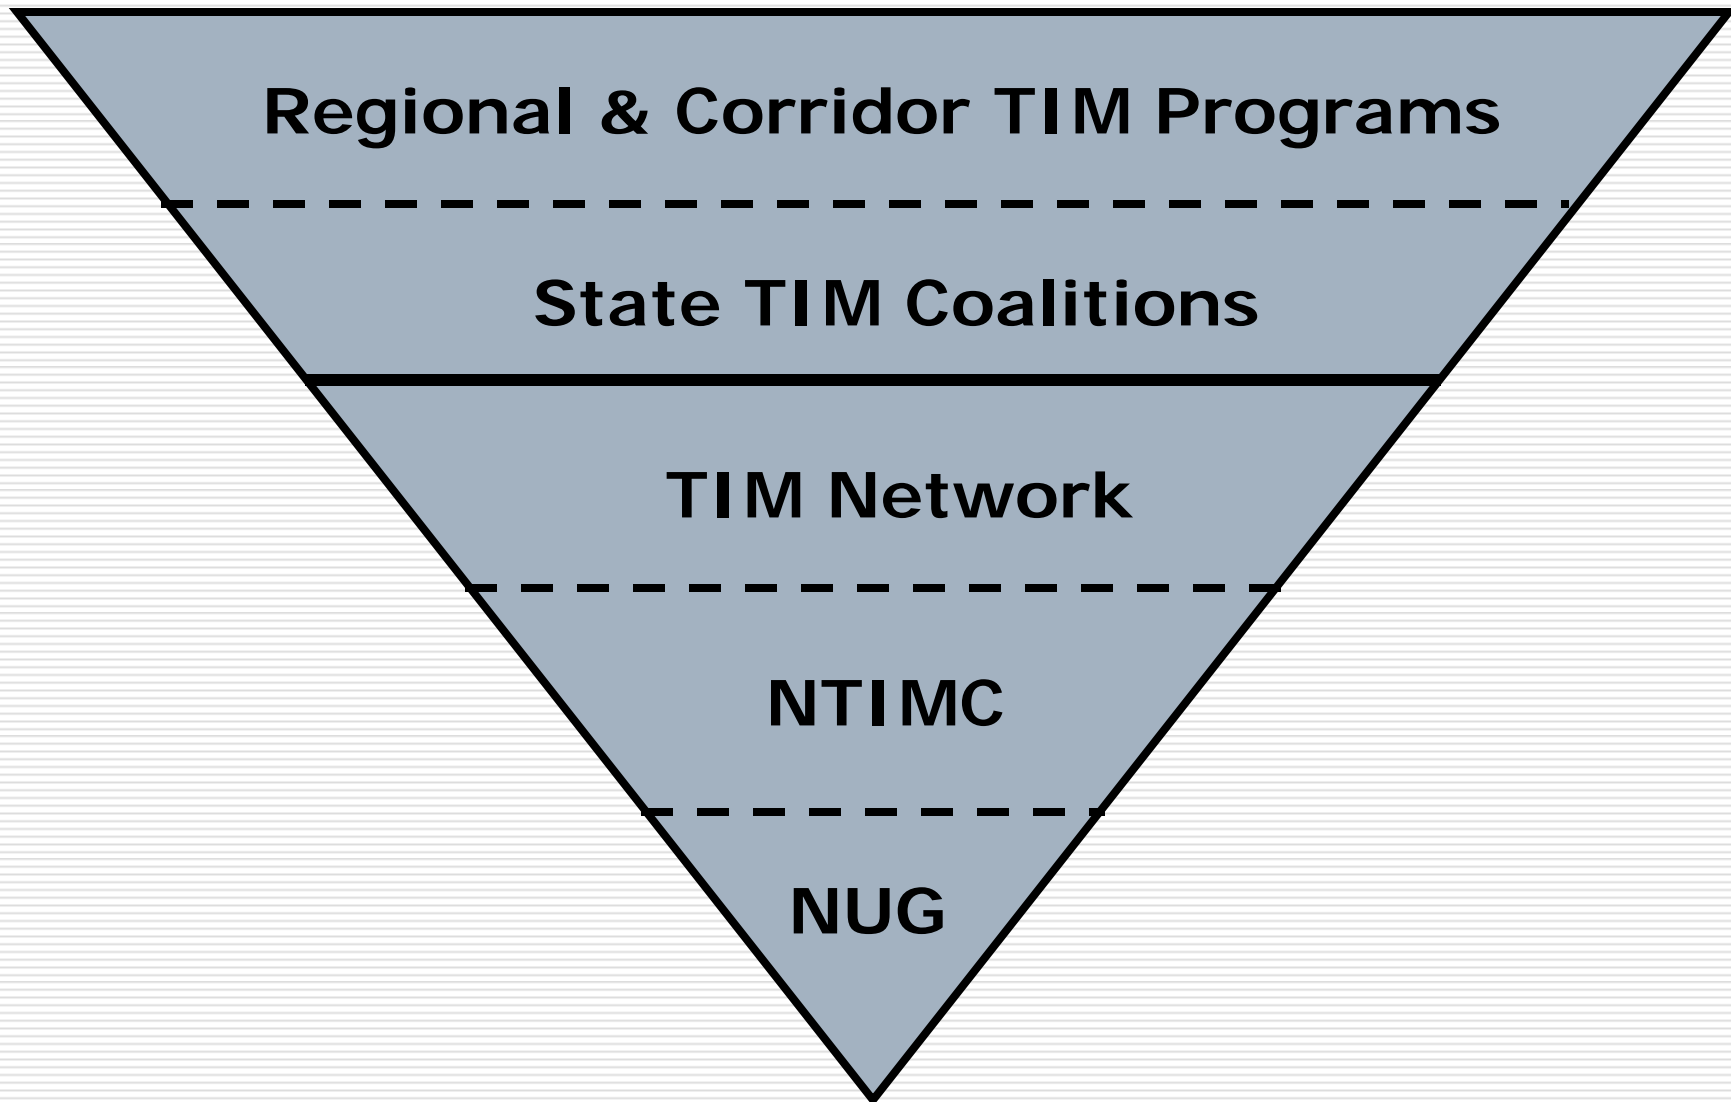 Regional & Corridor TIM Programs
State TIM Coalitions
TIM Network
NTIMC
NUG